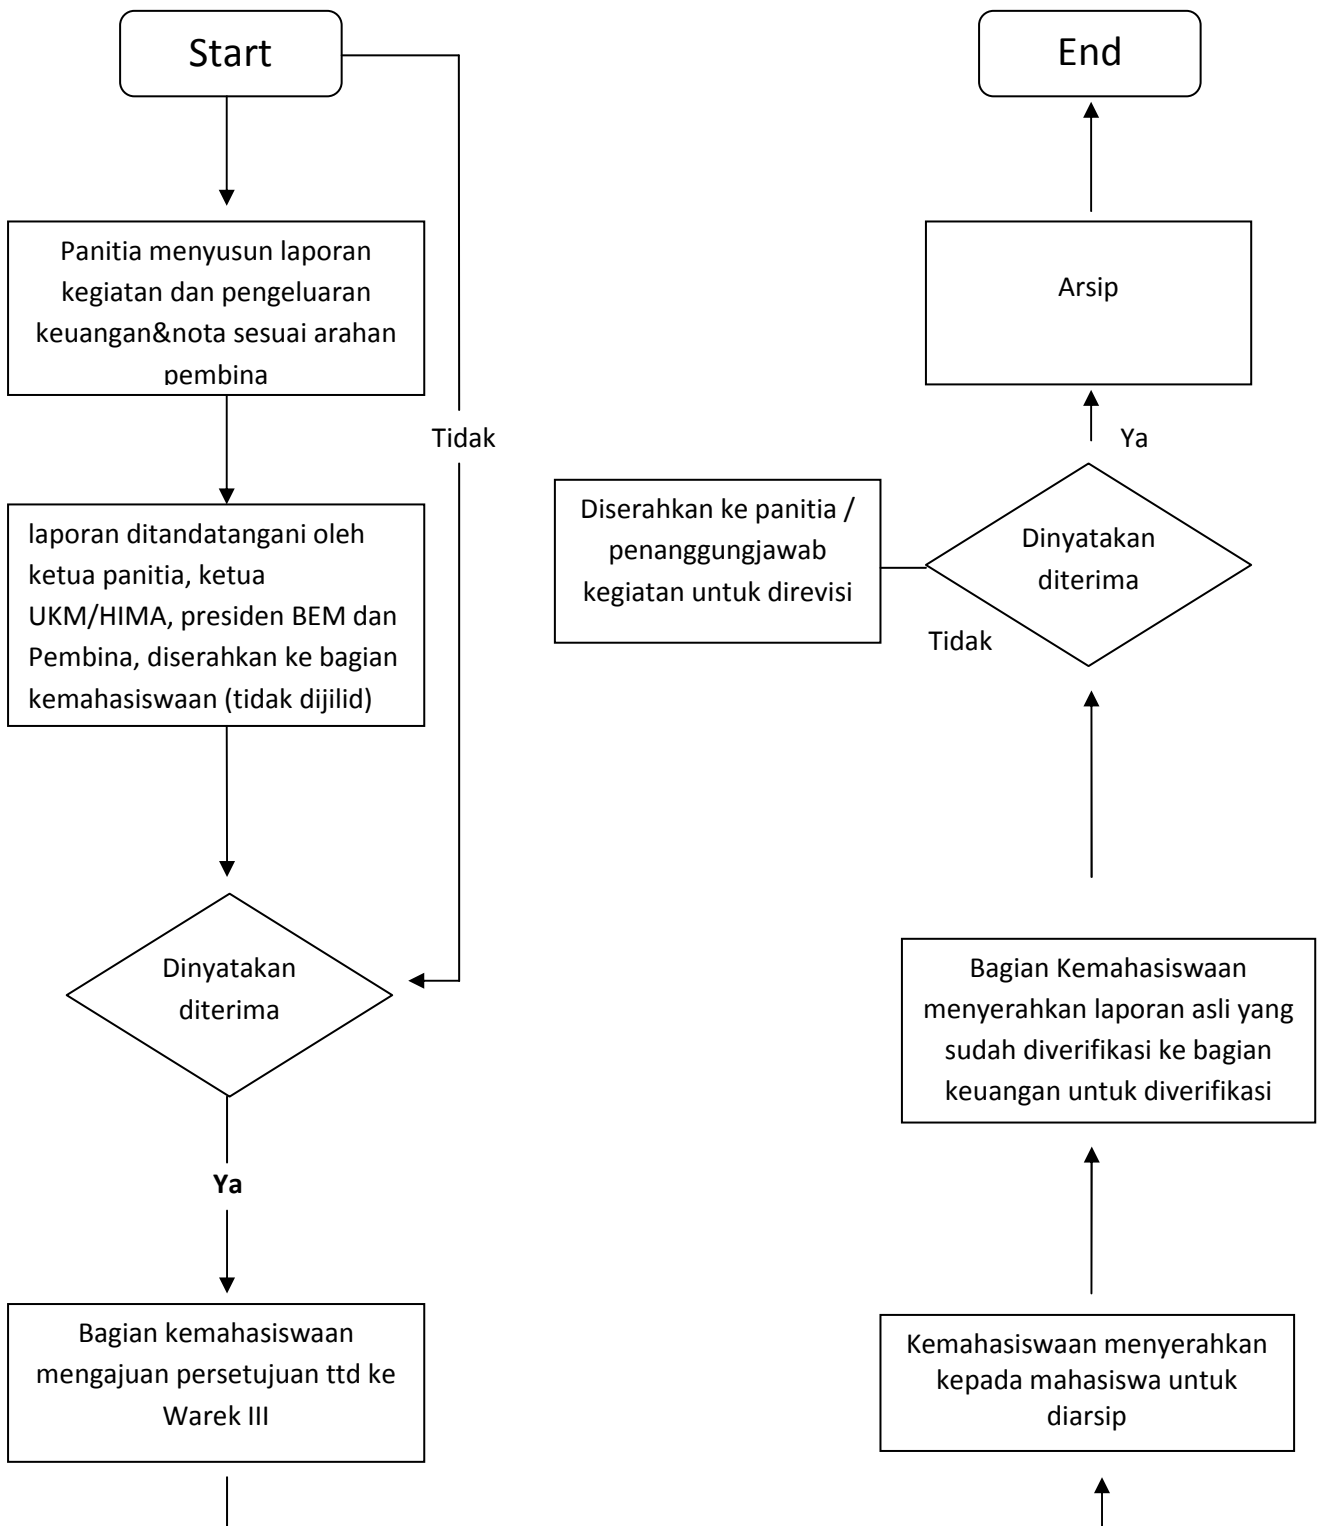 Start
Panitia menyusun laporan
kegiatan dan pengeluaran
keuangan&nota sesuai arahan
pembina
Tidak
laporan ditandatangani oleh
ketua panitia, ketua
UKM/HIMA, presiden BEM dan
Pembina, diserahkan ke bagian
kemahasiswaan (tidak dijilid)
Dinyatakan
diterima
Ya
Bagian kemahasiswaan
mengajuan persetujuan ttd ke
Warek III
End
Arsip
Ya
Diserahkan ke panitia /
penanggungjawab
kegiatan untuk direvisi
Dinyatakan
diterima
Tidak
Bagian Kemahasiswaan
menyerahkan laporan asli yang
sudah diverifikasi ke bagian
keuangan untuk diverifikasi
Kemahasiswaan menyerahkan
kepada mahasiswa untuk
diarsip